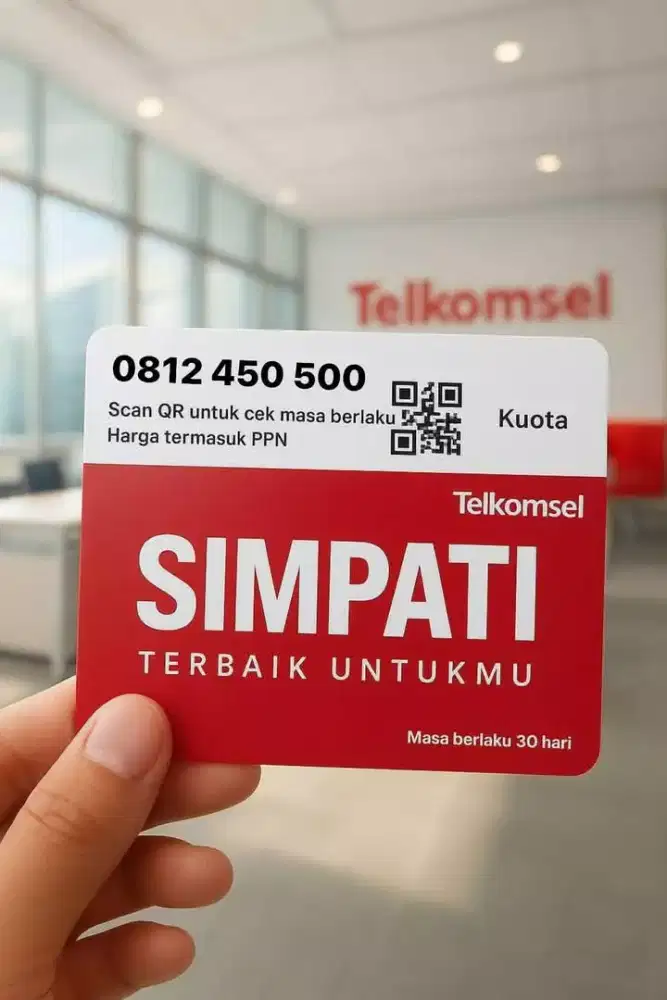 Telkomsel
0812 450 500
Scan QR untuk cek masa berlaku
Harga termasuk PPN
Kuota
Telkomsel
SIMPATI
TERBAIK UNTUKMU
Masa berlaku 30 hari